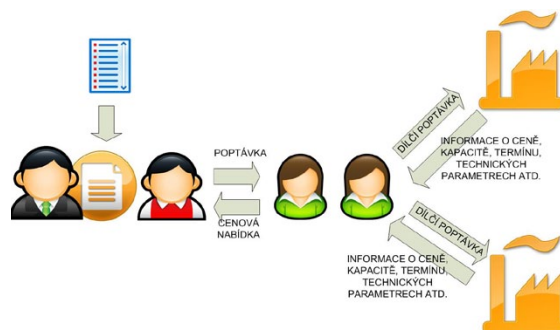 POPTÁVKA
CENOVÁ
NABÍDKA
DÍLČÍ POPTÁVKA
INFORMACE O CENĚ,
KAPACITĚ, TERMÍNU,
TECHNICKÝCH
PARAMETRECH ATD.
DÍLČÍ POPTÁVKA
INFORMACE O CENĚ,
KAPACITĚ, TERMÍNU,
TECHNICKÝCH
PARAMETRECH ATD.